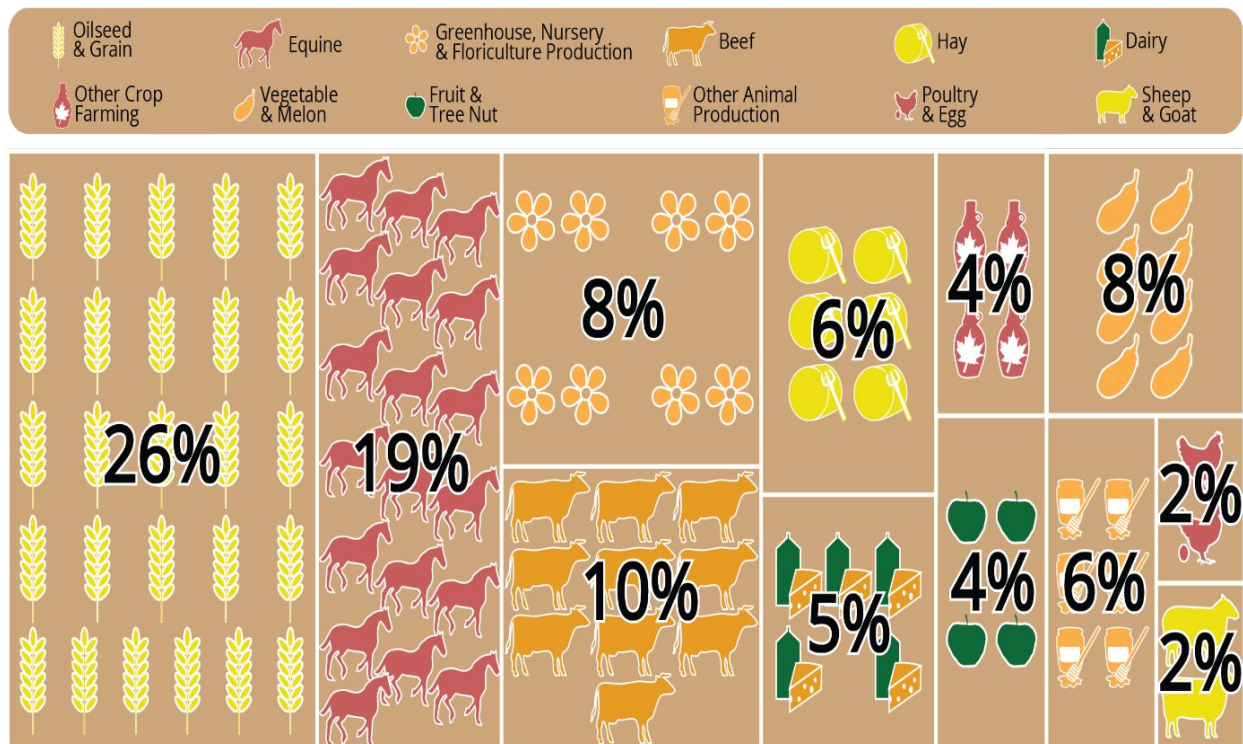 Oilseed
& Grain
Equine
Greenhouse, Nursery
& Floriculture Production
Beef
Hay
Dairy
Other Crop
Farming
Vegetable
& Melon
Fruit &
Tree Nut
Other Animal
Production
Poultry
& Egg
Sheep
& Goat
26%
19%
8%
10%
6%
5%
4%
8%
4%
6%
2%
2%